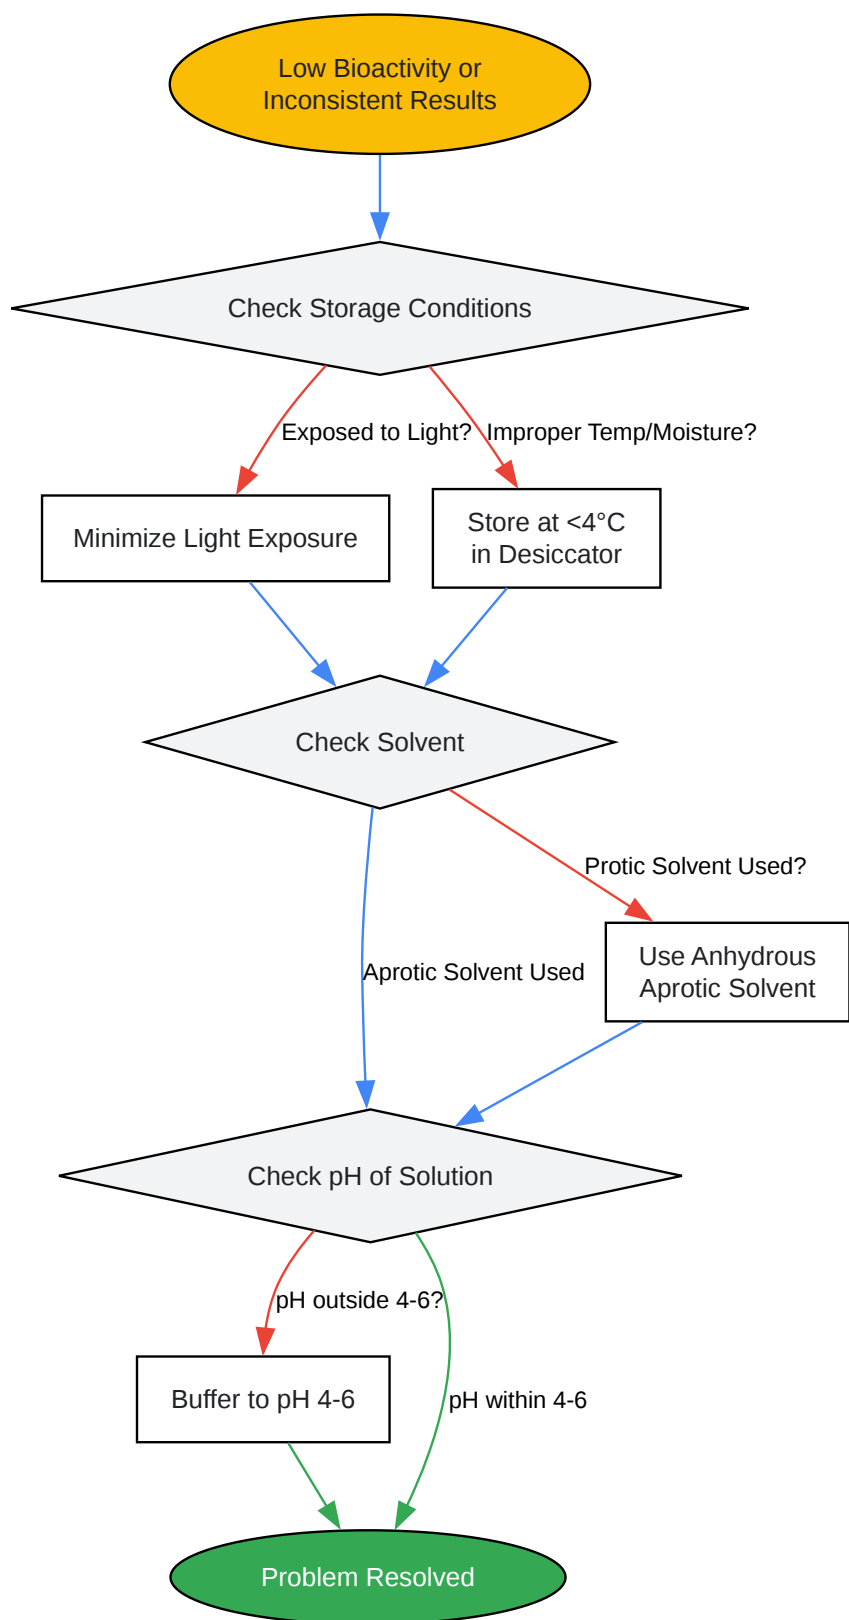 Low Bioactivity or
Inconsistent Results
Check Storage Conditions
Exposed to Light?
Improper Temp/Moisture?
Minimize Light Exposure
Store at <4°C
in Desiccator
Check Solvent
Protic Solvent Used?
Aprotic Solvent Used
Use Anhydrous
Aprotic Solvent
Check pH of Solution
pH outside 4-6?
Buffer to pH 4-6
pH within 4-6
Problem Resolved